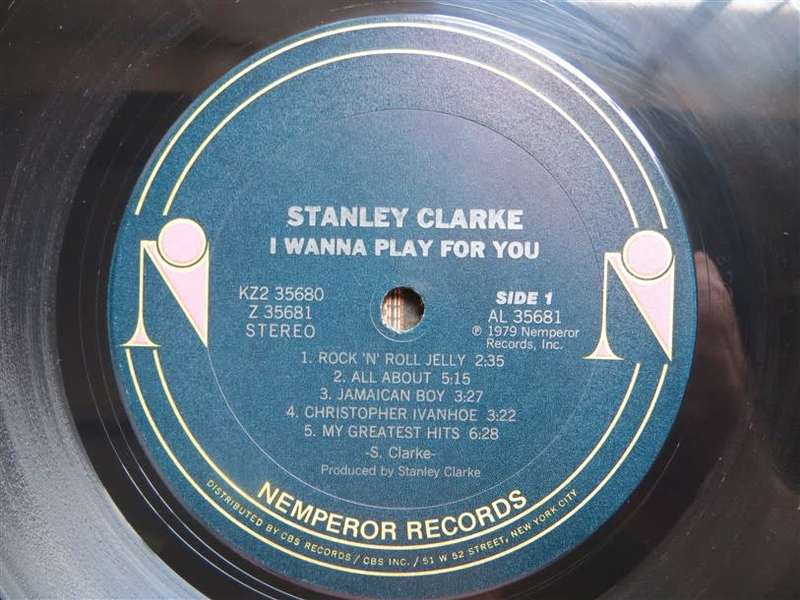 STANLEY CLARKE
I WANNA PLAY FOR YOU
KZ2 35680
Z 35681
STEREO
SIDE 1
AL 35681
℗ 1979 Nemperor
Records, Inc.
1. ROCK 'N' ROLL JELLY 2:35
2. ALL ABOUT 5:15
3. JAMAICAN BOY 3:27
4. CHRISTOPHER IVANHOE 3:22
5. MY GREATEST HITS 6:28
-S. Clarke-
Produced by Stanley Clarke
NEMPEROR RECORDS
DISTRIBUTED BY CBS RECORDS / CBS INC. / 51 W 52 STREET, NEW YORK CITY